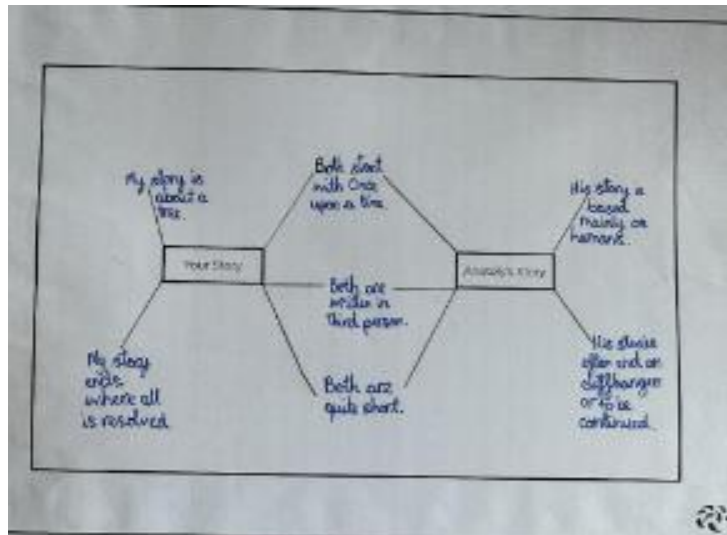 My story is
about a
tree.
Both start
with Once
upon a time
His story is
based
mainly on
humans.
Your Story
Both are
written in
Third person.
Story
My story
ends
where all
is resolved
Both are
quite short.
His stories
often end on
cliffhanger
or to be
continued.